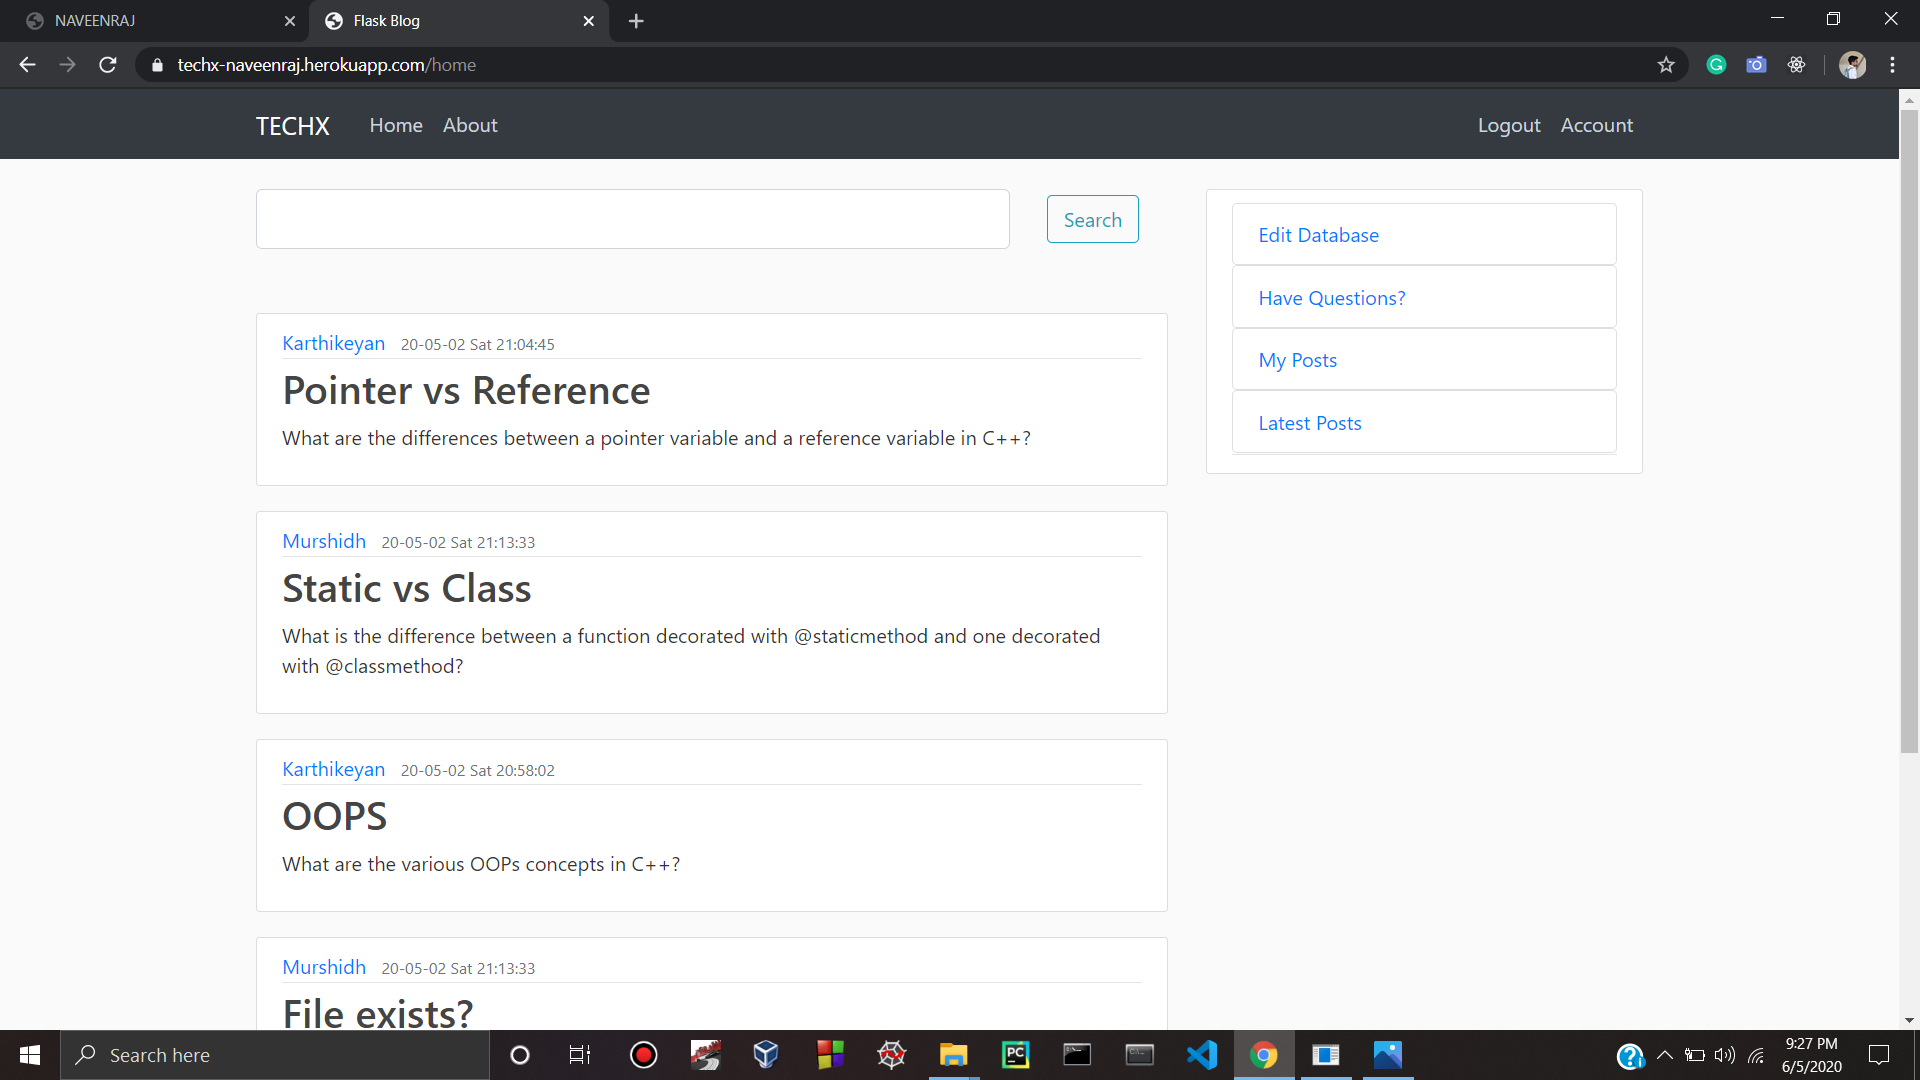 NAVEENRAJ
Flask Blog
techx-naveenraj.herokuapp.com/home
TECHX Home About Logout Account
Search
Edit Database
Have Questions?
My Posts
Latest Posts
Karthikeyan 20-05-02 Sat 21:04:45
Pointer vs Reference
What are the differences between a pointer variable and a reference variable in C++?
Murshidh 20-05-02 Sat 21:13:33
Static vs Class
What is the difference between a function decorated with @staticmethod and one decorated
with @classmethod?
Karthikeyan 20-05-02 Sat 20:58:02
OOPS
What are the various OOPs concepts in C++?
Murshidh 20-05-02 Sat 21:13:33
File exists?
Search here
PC
9:27 PM
6/5/2020